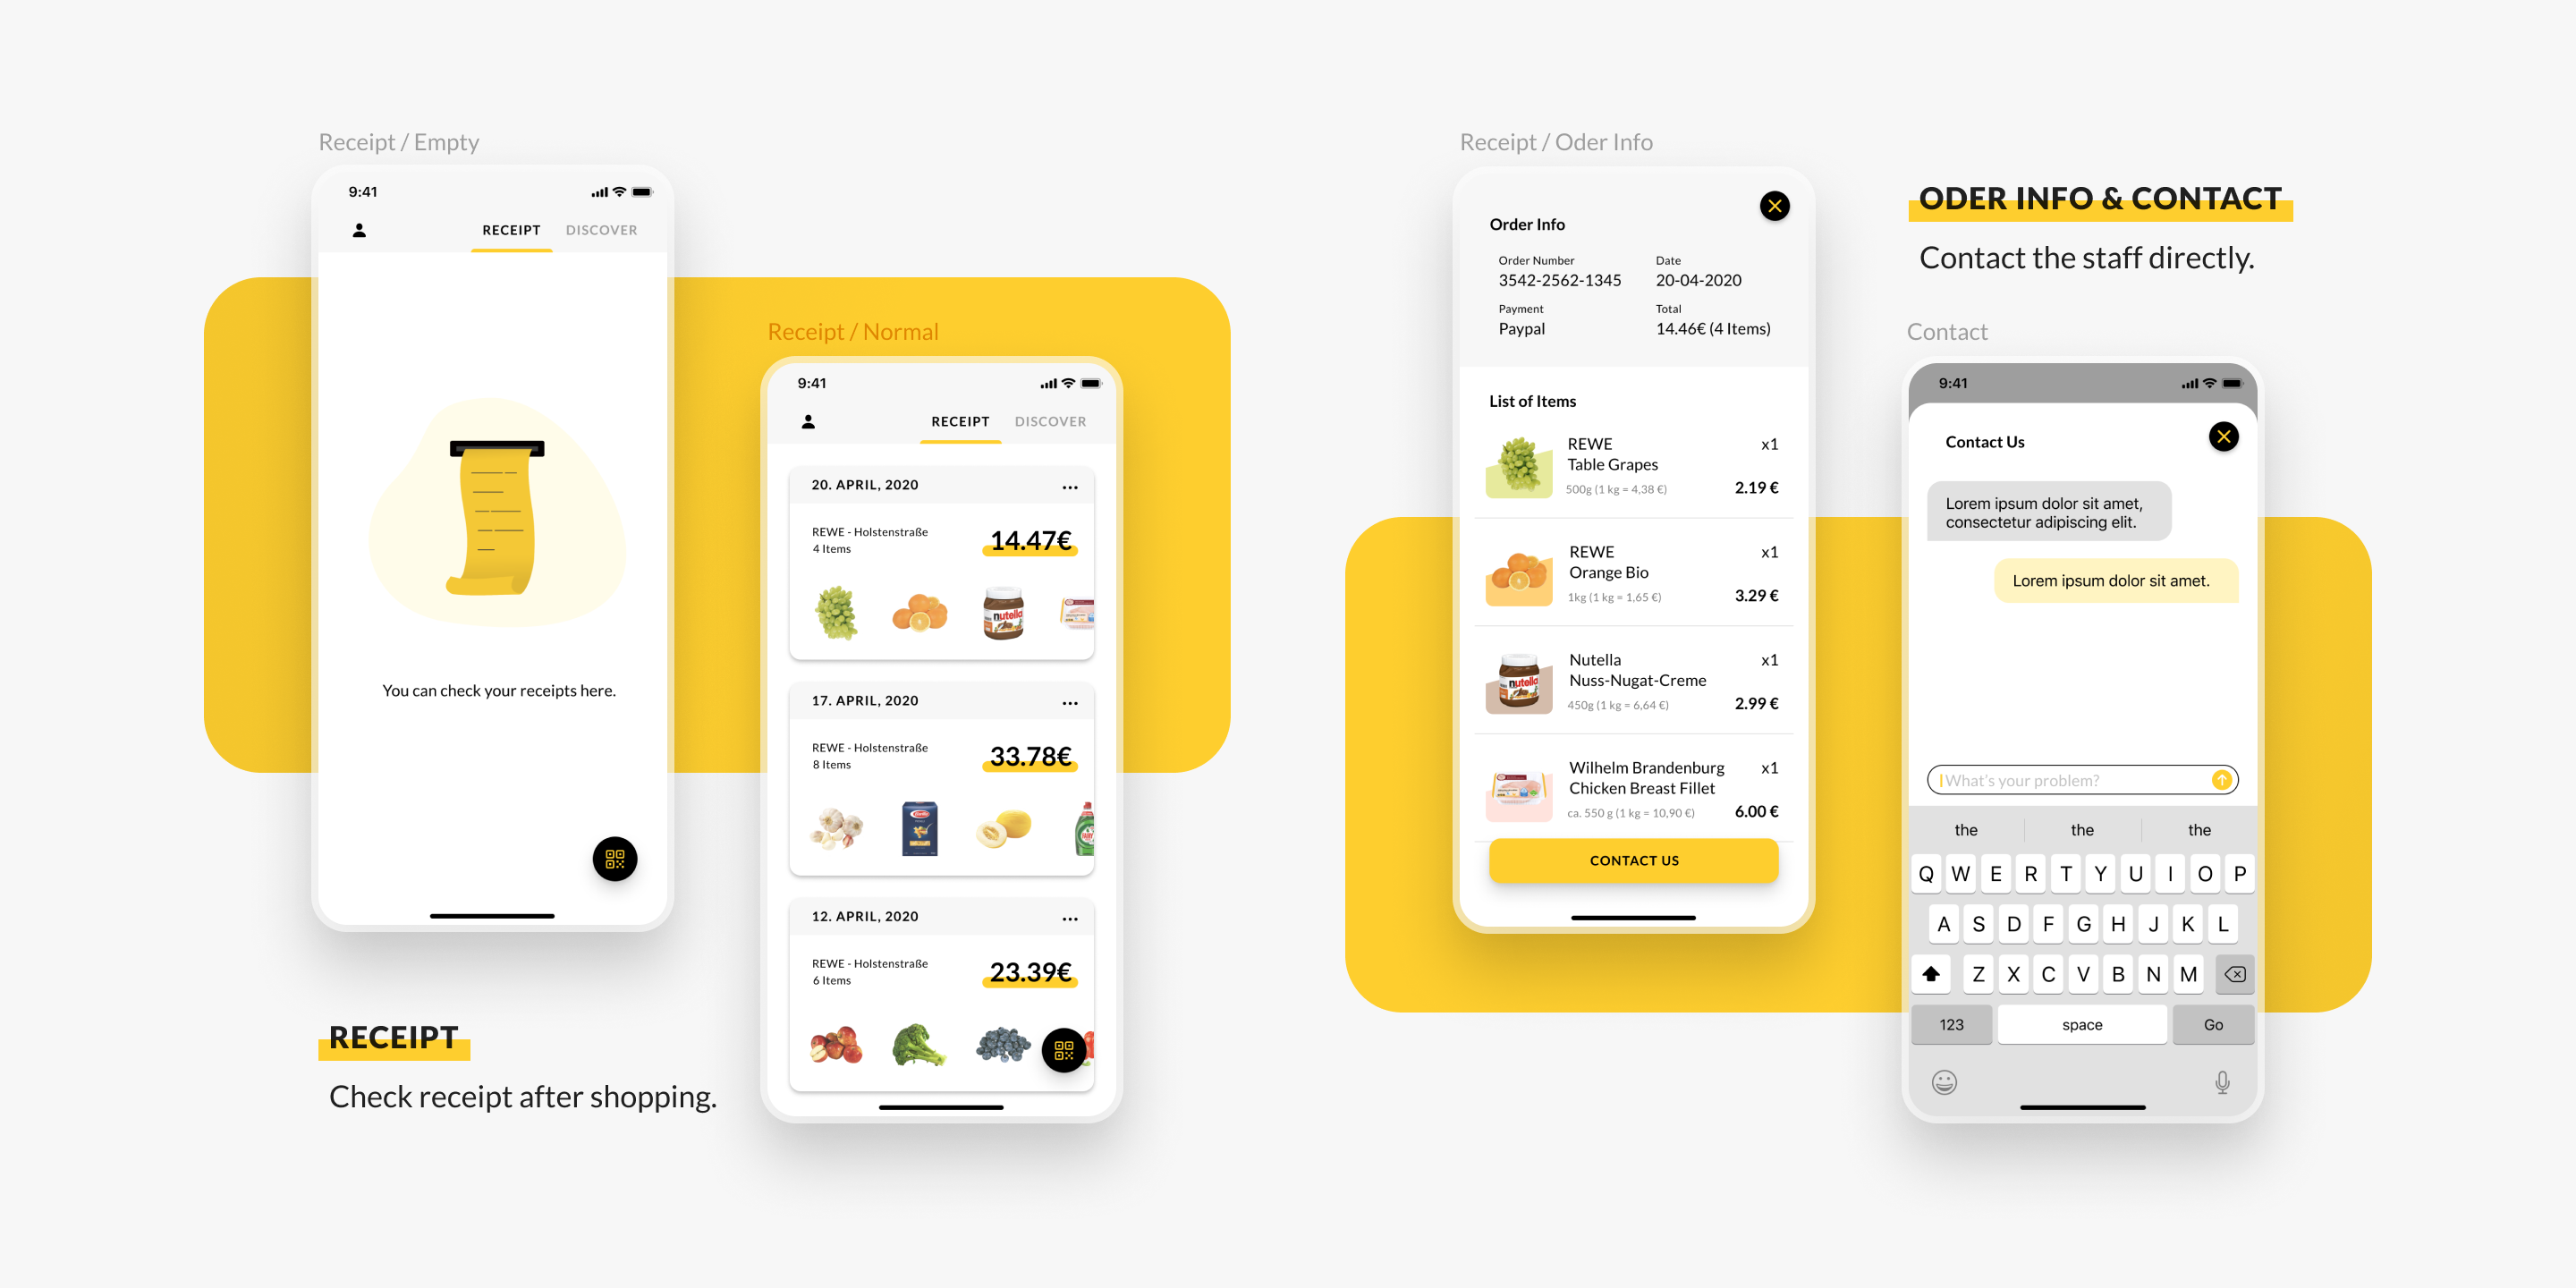 Receipt / Empty
9:41
RECEIPT
DISCOVER
You can check your receipts here.
RECEIPT
Check receipt after shopping.
Receipt / Normal
9:41
RECEIPT
DISCOVER
20. APRIL, 2020
REWE - Holstenstraße
4 Items
14.47€
nutella
17. APRIL, 2020
REWE - Holstenstraße
8 Items
33.78€
Barilla
FAIRY
12. APRIL, 2020
REWE - Holstenstraße
6 Items
23.39€
Receipt / Oder Info
Order Info
Order Number
3542-2562-1345
Date
20-04-2020
Payment
Paypal
Total
14.46€ (4 Items)
List of Items
REWE
Table Grapes
x1
500g (1 kg = 4,38 €)
2.19 €
REWE
Orange Bio
x1
1kg (1 kg = 1,65 €)
3.29 €
nutella
Nutella
Nuss-Nugat-Creme
x1
450g (1 kg = 6,64 €)
2.99 €
Wilhelm Brandenburg
Chicken Breast Fillet
x1
ca. 550 g (1 kg = 10,90 €)
6.00 €
CONTACT US
ODER INFO & CONTACT
Contact the staff directly.
Contact
9:41
Contact Us
Lorem ipsum dolor sit amet,
consectetur adipiscing elit.
Lorem ipsum dolor sit amet.
What's your problem?
the the the
Q W E R T Y U I O P
A S D F G H J K L
Z X C V B N M
123 space Go